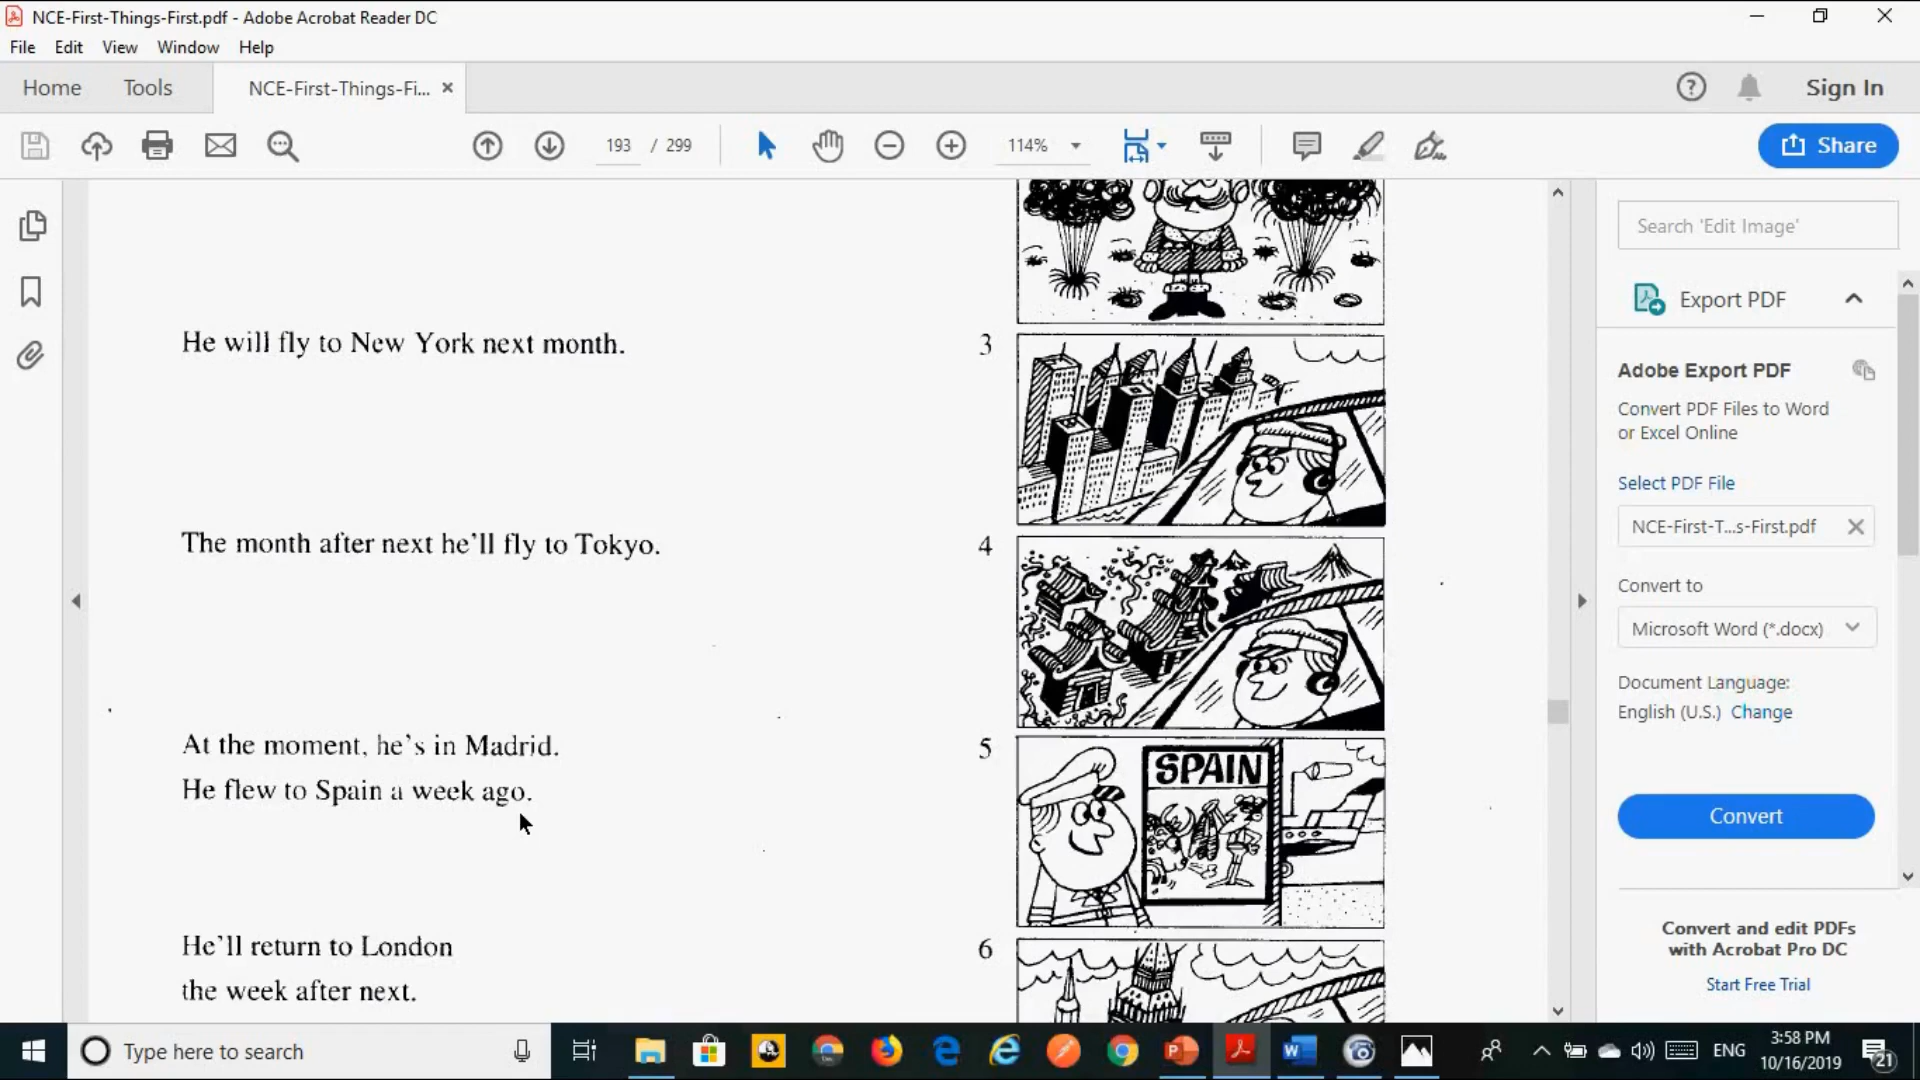 NCE-First-Things-First.pdf - Adobe Acrobat Reader DC
File Edit View Window Help
Home Tools NCE-First-Things-Fi... ×
Sign In
193 / 299
114%
Share
He will fly to New York next month.
3
The month after next he'll fly to Tokyo.
4
At the moment, he's in Madrid.
He flew to Spain a week ago.
5
SPAIN
He'll return to London
the week after next.
6
Search 'Edit Image'
Export PDF
Adobe Export PDF
Convert PDF Files to Word
or Excel Online
Select PDF File
NCE-First-T...s-First.pdf
Convert to
Microsoft Word (*.docx)
Document Language:
English (U.S.) Change
Convert
Convert and edit PDFs
with Acrobat Pro DC
Start Free Trial
Type here to search
ENG
3:58 PM
10/16/2019
21